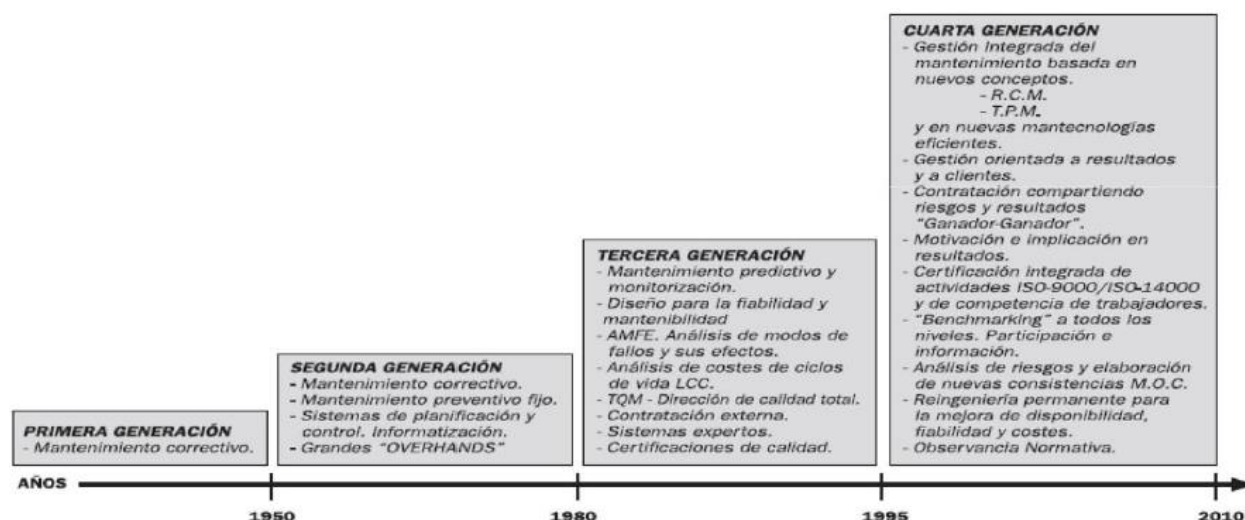 PRIMERA GENERACIÓN
- Mantenimiento correctivo.
SEGUNDA GENERACIÓN
- Mantenimiento correctivo.
- Mantenimiento preventivo fijo.
- Sistemas de planificación y
control. Informatización.
- Grandes "OVERHANDS"
TERCERA GENERACIÓN
- Mantenimiento predictivo y
monitorización.
- Diseño para la fiabilidad y
mantenibilidad
- AMFE. Análisis de modos de
fallos y sus efectos.
- Análisis de costes de ciclos
de vida LCC.
- TQM - Dirección de calidad total.
- Contratación externa.
- Sistemas expertos.
- Certificaciones de calidad.
CUARTA GENERACIÓN
- Gestión Integrada del
mantenimiento basada en
nuevos conceptos.
- R.C.M.
- T.P.M.
y en nuevas mantecnologías
eficientes.
- Gestión orientada a resultados
y a clientes.
- Contratación compartiendo
riesgos y resultados
"Ganador-Ganador".
- Motivación e implicación en
resultados.
- Certificación integrada de
actividades ISO-9000/ISO-14000
y de competencia de trabajadores.
- "Benchmarking" a todos los
niveles. Participación e
información.
- Análisis de riesgos y elaboración
de nuevas consistencias M.O.C.
- Reingeniería permanente para
la mejora de disponibilidad,
fiabilidad y costes.
- Observancia Normativa.
AÑOS
1950
1980
1995
2010